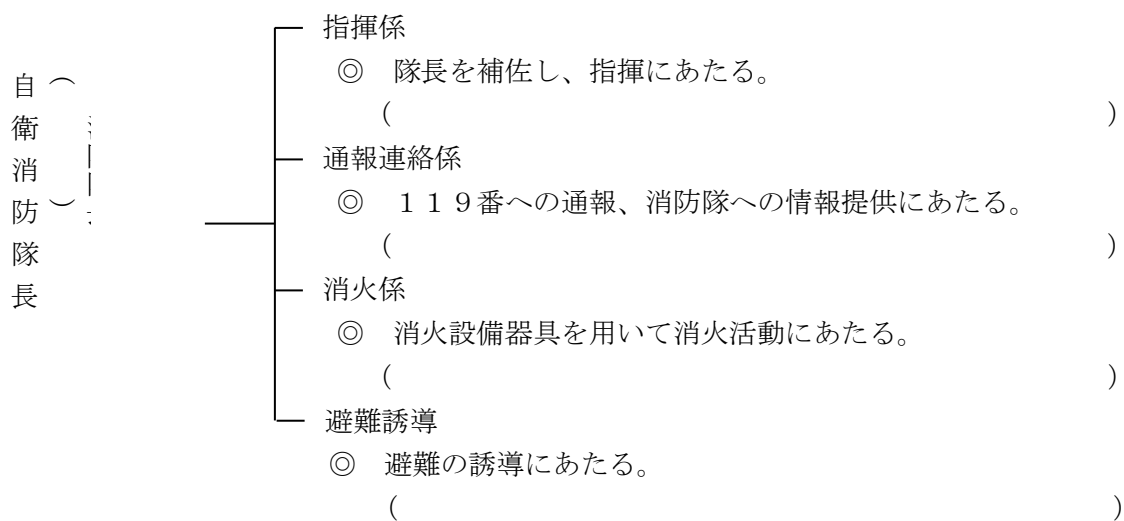 自衛消防隊長
（　　　）
指揮係
◎　隊長を補佐し、指揮にあたる。
（　　　　　　　　　　　　　　　　　　　　）
通報連絡係
◎　１１９番への通報、消防隊への情報提供にあたる。
（　　　　　　　　　　　　　　　　　　　　）
消火係
◎　消火設備器具を用いて消火活動にあたる。
（　　　　　　　　　　　　　　　　　　　　）
避難誘導
◎　避難の誘導にあたる。
（　　　　　　　　　　　　　　　　　　　　）